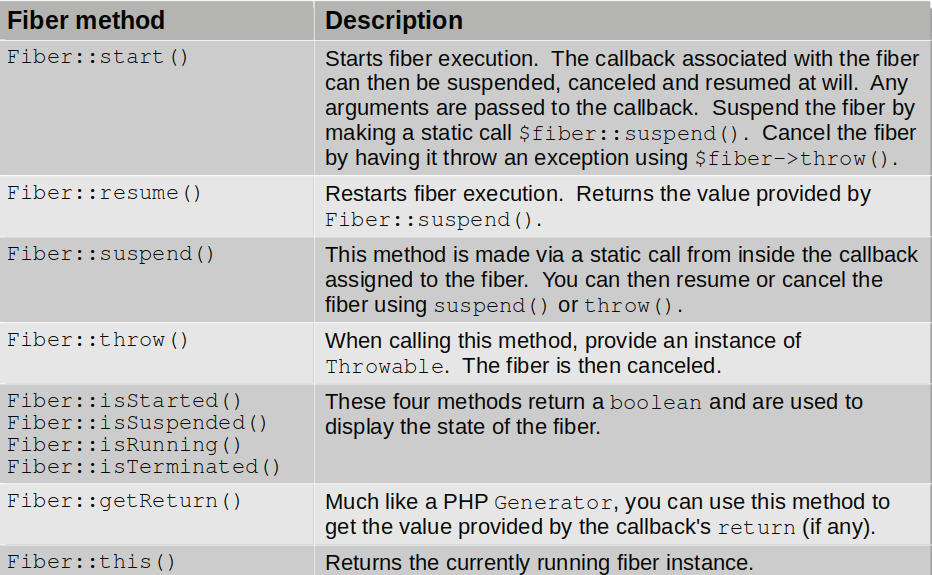 Fiber method Description
Fiber::start() Starts fiber execution.  The callback associated with the fiber
can then be suspended, canceled and resumed at will.  Any
arguments are passed to the callback.  Suspend the fiber by
making a static call $fiber::suspend().  Cancel the fiber
by having it throw an exception using $fiber->throw().
Fiber::resume() Restarts fiber execution.  Returns the value provided by
Fiber::suspend().
Fiber::suspend() This method is made via a static call from inside the callback
assigned to the fiber.  You can then resume or cancel the
fiber using suspend() or throw().
Fiber::throw() When calling this method, provide an instance of
Throwable.  The fiber is then canceled.
Fiber::isStarted() These four methods return a boolean and are used to
Fiber::isSuspended() display the state of the fiber.
Fiber::isRunning()
Fiber::isTerminated()
Fiber::getReturn() Much like a PHP Generator, you can use this method to
get the value provided by the callback's return (if any).
Fiber::this() Returns the currently running fiber instance.